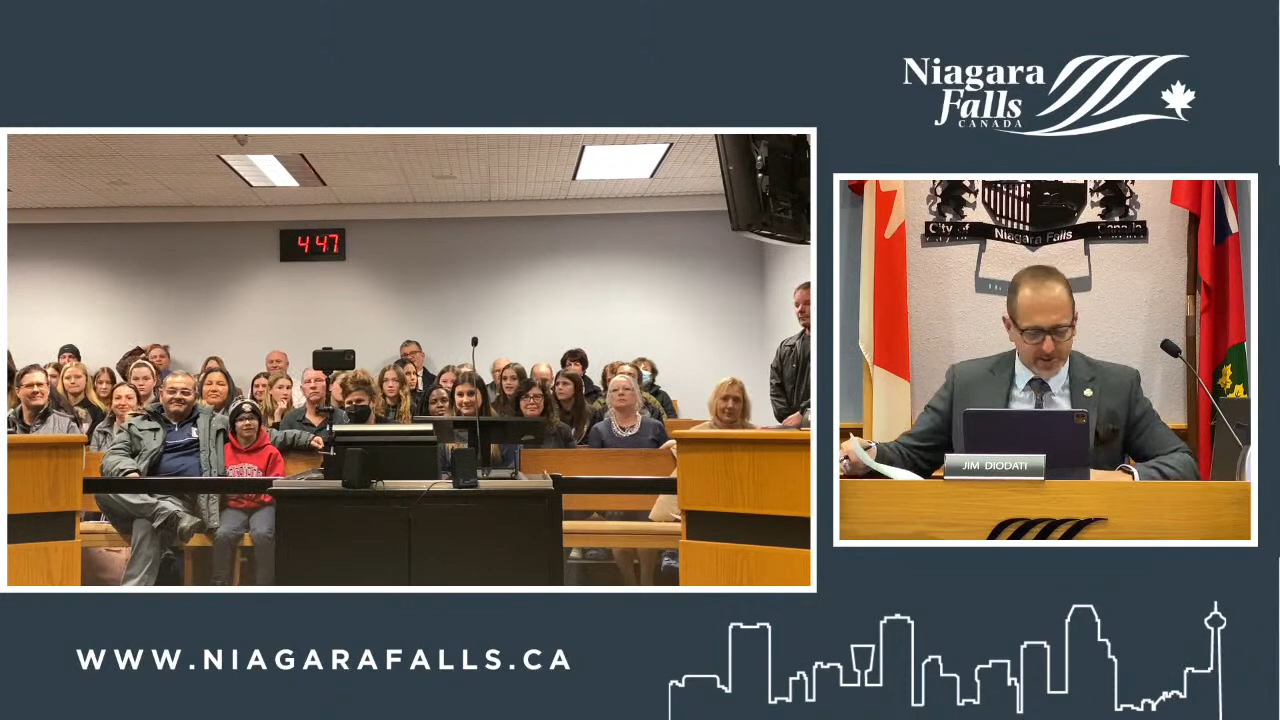 Niagara
Falls
CANADA
4:47
City of
Niagara Falls
Canada
JIM DIODATI
WWW.NIAGARAFALLS.CA